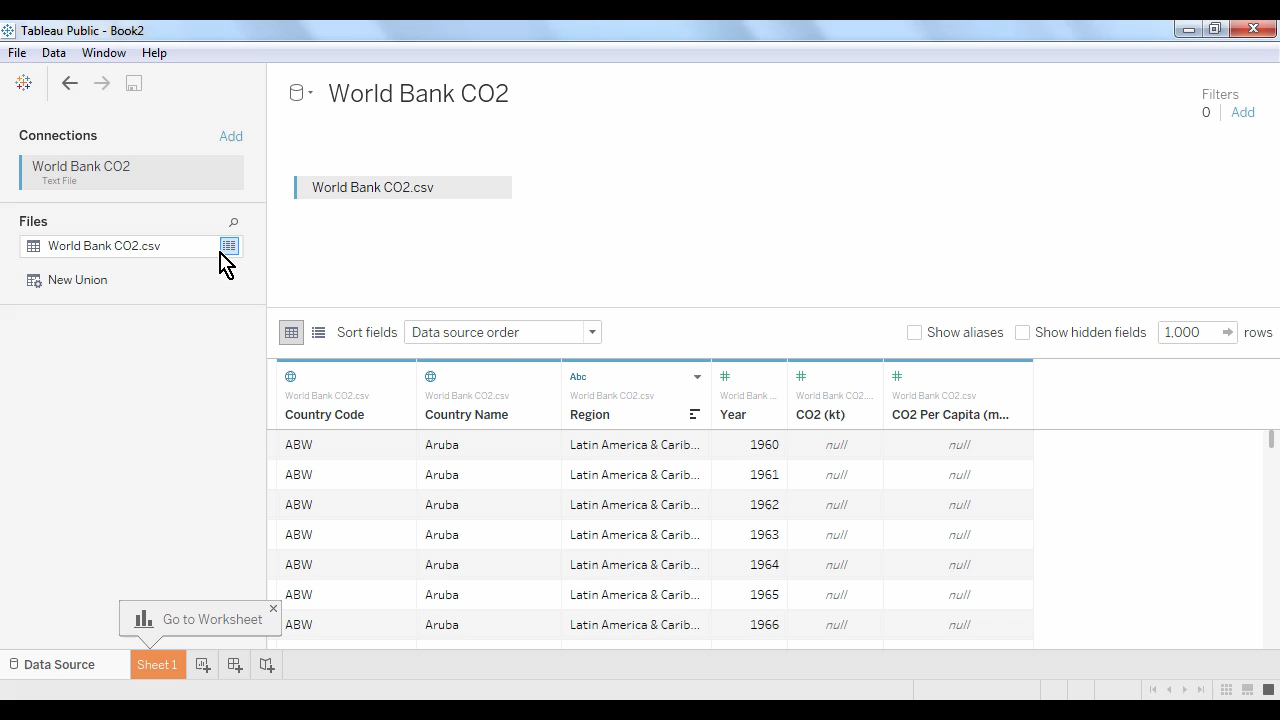 Tableau Public - Book2
File Data Window Help
Connections Add
World Bank CO2
Text File
Files
World Bank CO2.csv
New Union
World Bank CO2
Filters
0 Add
World Bank CO2.csv
Sort fields Data source order Show aliases Show hidden fields 1,000 rows
Abc
World Bank CO2.csv World Bank CO2.csv World Bank CO2.csv World Bank ... World Bank CO2.... World Bank CO2.csv
Country Code Country Name Region Year CO2 (kt) CO2 Per Capita (m...
ABW Aruba Latin America & Carib... 1960 null null
ABW Aruba Latin America & Carib... 1961 null null
ABW Aruba Latin America & Carib... 1962 null null
ABW Aruba Latin America & Carib... 1963 null null
ABW Aruba Latin America & Carib... 1964 null null
ABW Aruba Latin America & Carib... 1965 null null
ABW Aruba Latin America & Carib... 1966 null null
Go to Worksheet
Data Source Sheet 1